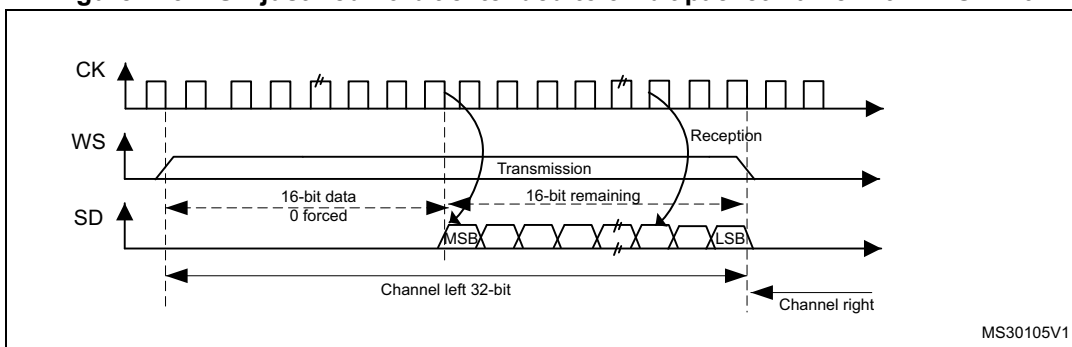 CK
Reception
WS
Transmission
16-bit data
0 forced
16-bit remaining
SD
MSB
LSB
Channel left 32-bit
Channel right
MS30105V1